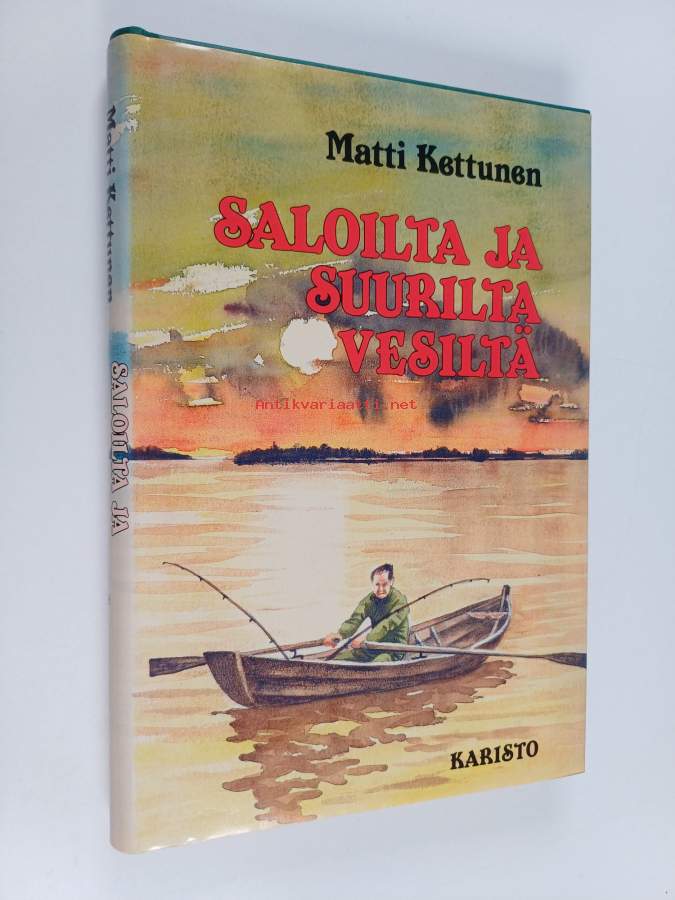 Matti Kettunen
SALOILTA JA
SUURILTA
VESILTÄ
Antikvariaatti.net
KARISTO
Matti Kettunen
SALOILTA JA